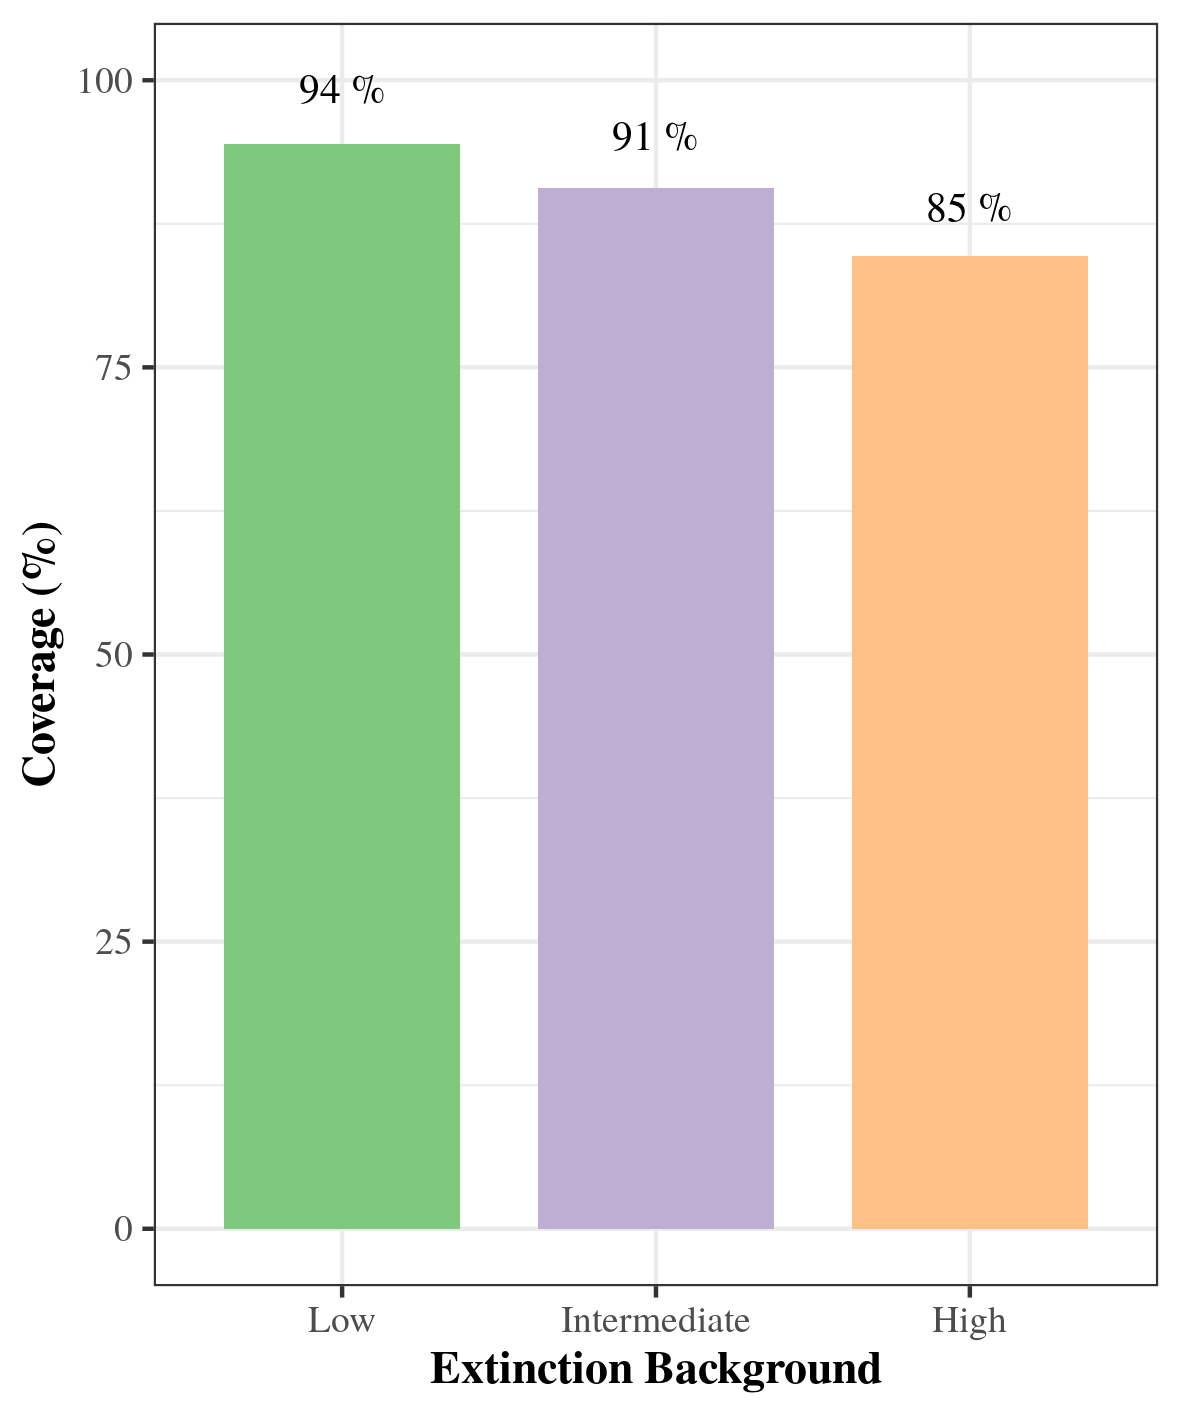 94 %
91 %
85 %
100
75
50
25
0
Coverage (%)
Low Intermediate High
Extinction Background